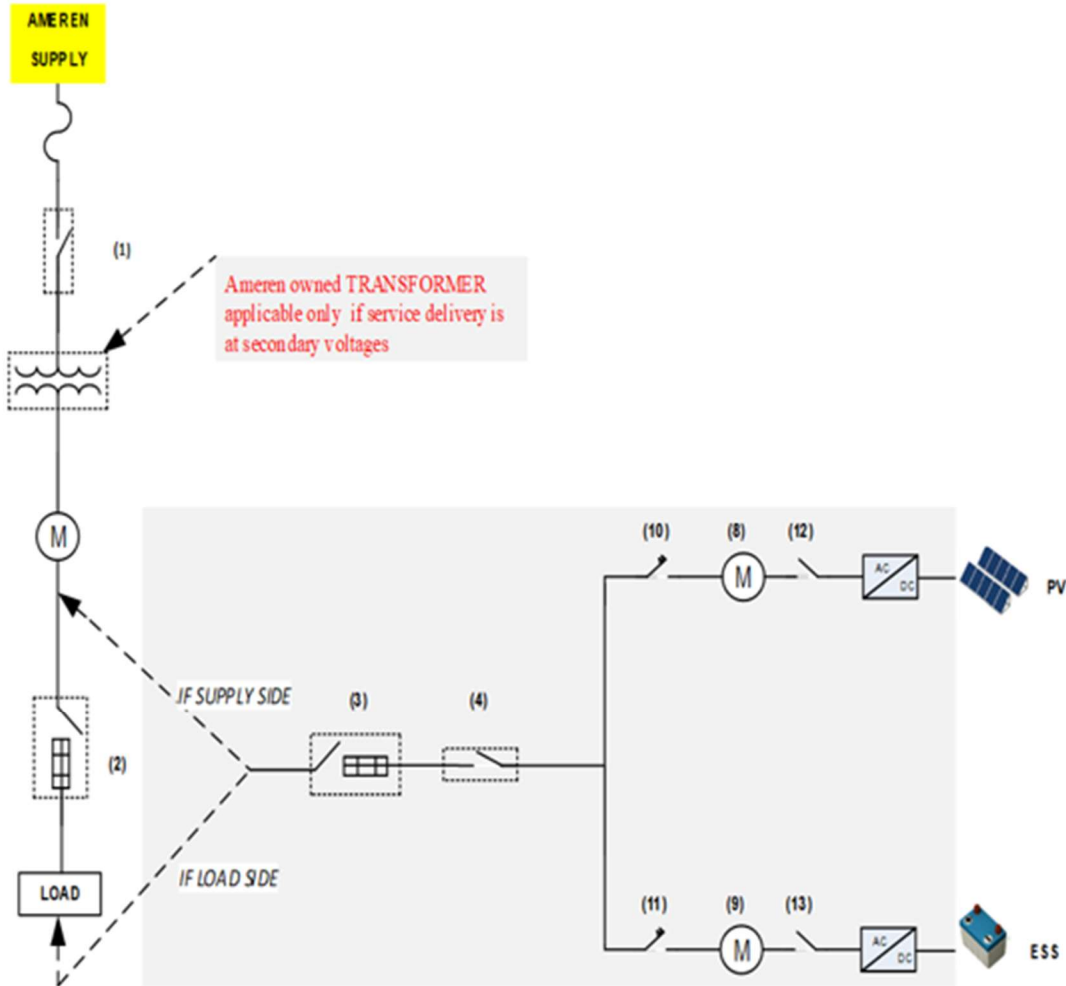 AMEREN
SUPPLY
(1)
Ameren owned TRANSFORMER
applicable only if service delivery is
at secondary voltages
M
(10)
(8)
(12)
M
AC
DC
PV
IF SUPPLY SIDE
(3)
(4)
(2)
IF LOAD SIDE
LOAD
(11)
(9)
(13)
M
AC
DC
ESS